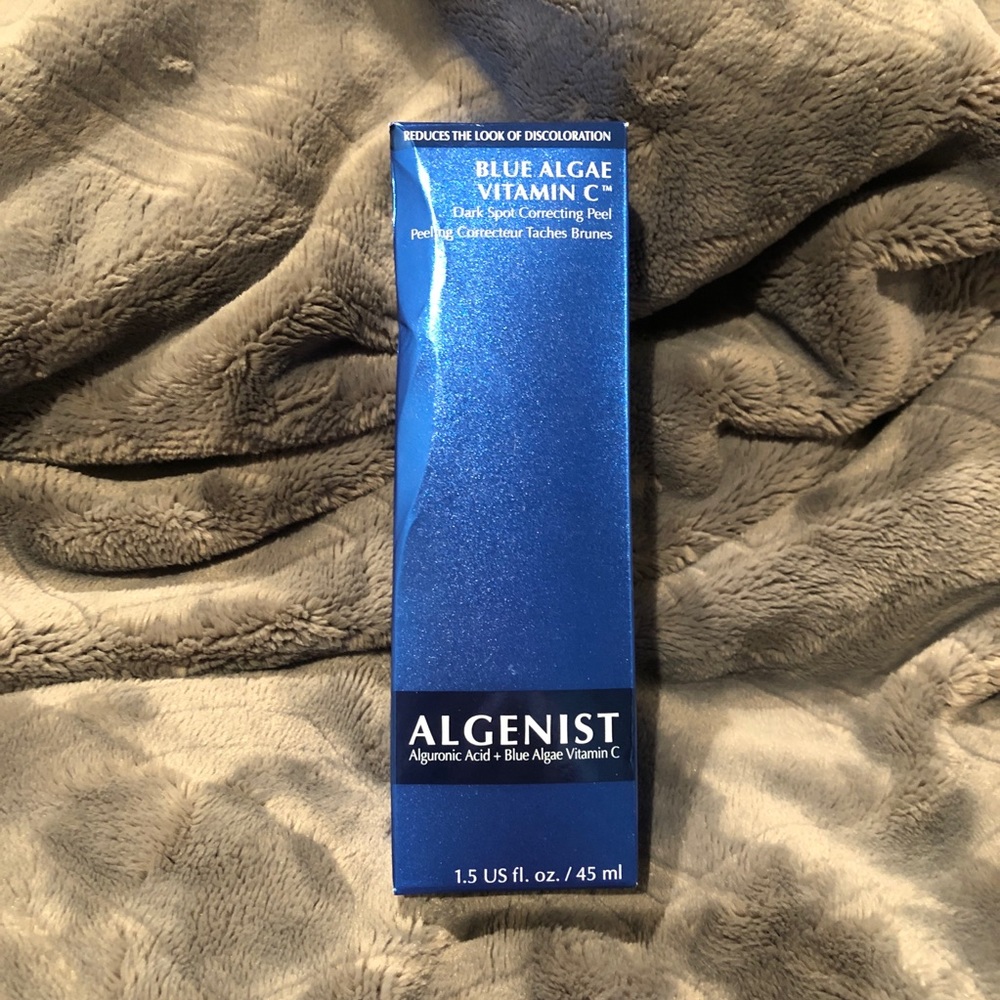 REDUCES THE LOOK OF DISCOLORATION
BLUE ALGAE
VITAMIN C™
Dark Spot Correcting Peel
Peeling Correcteur Taches Brunes
ALGENIST
Alguronic Acid + Blue Algae Vitamin C
1.5 US fl. oz. / 45 ml